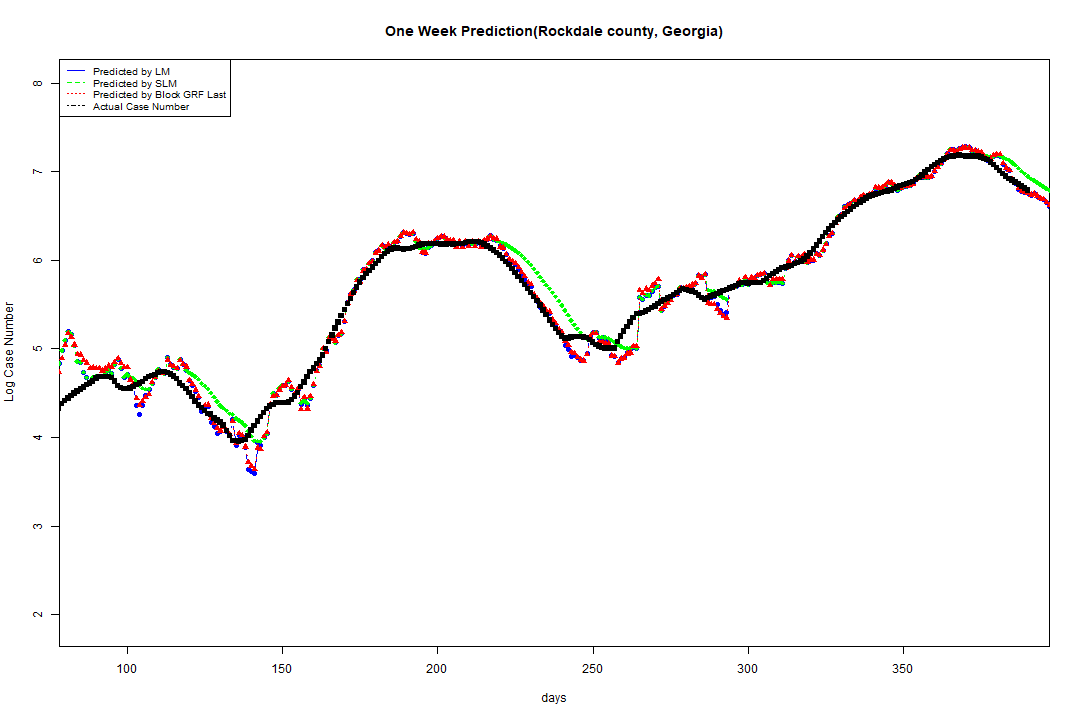 One Week Prediction(Rockdale county, Georgia)
Predicted by LM
Predicted by SLM
Predicted by Block GRF Last
Actual Case Number
Log Case Number
8
7
6
5
4
3
2
100 150 200 250 300 350
days